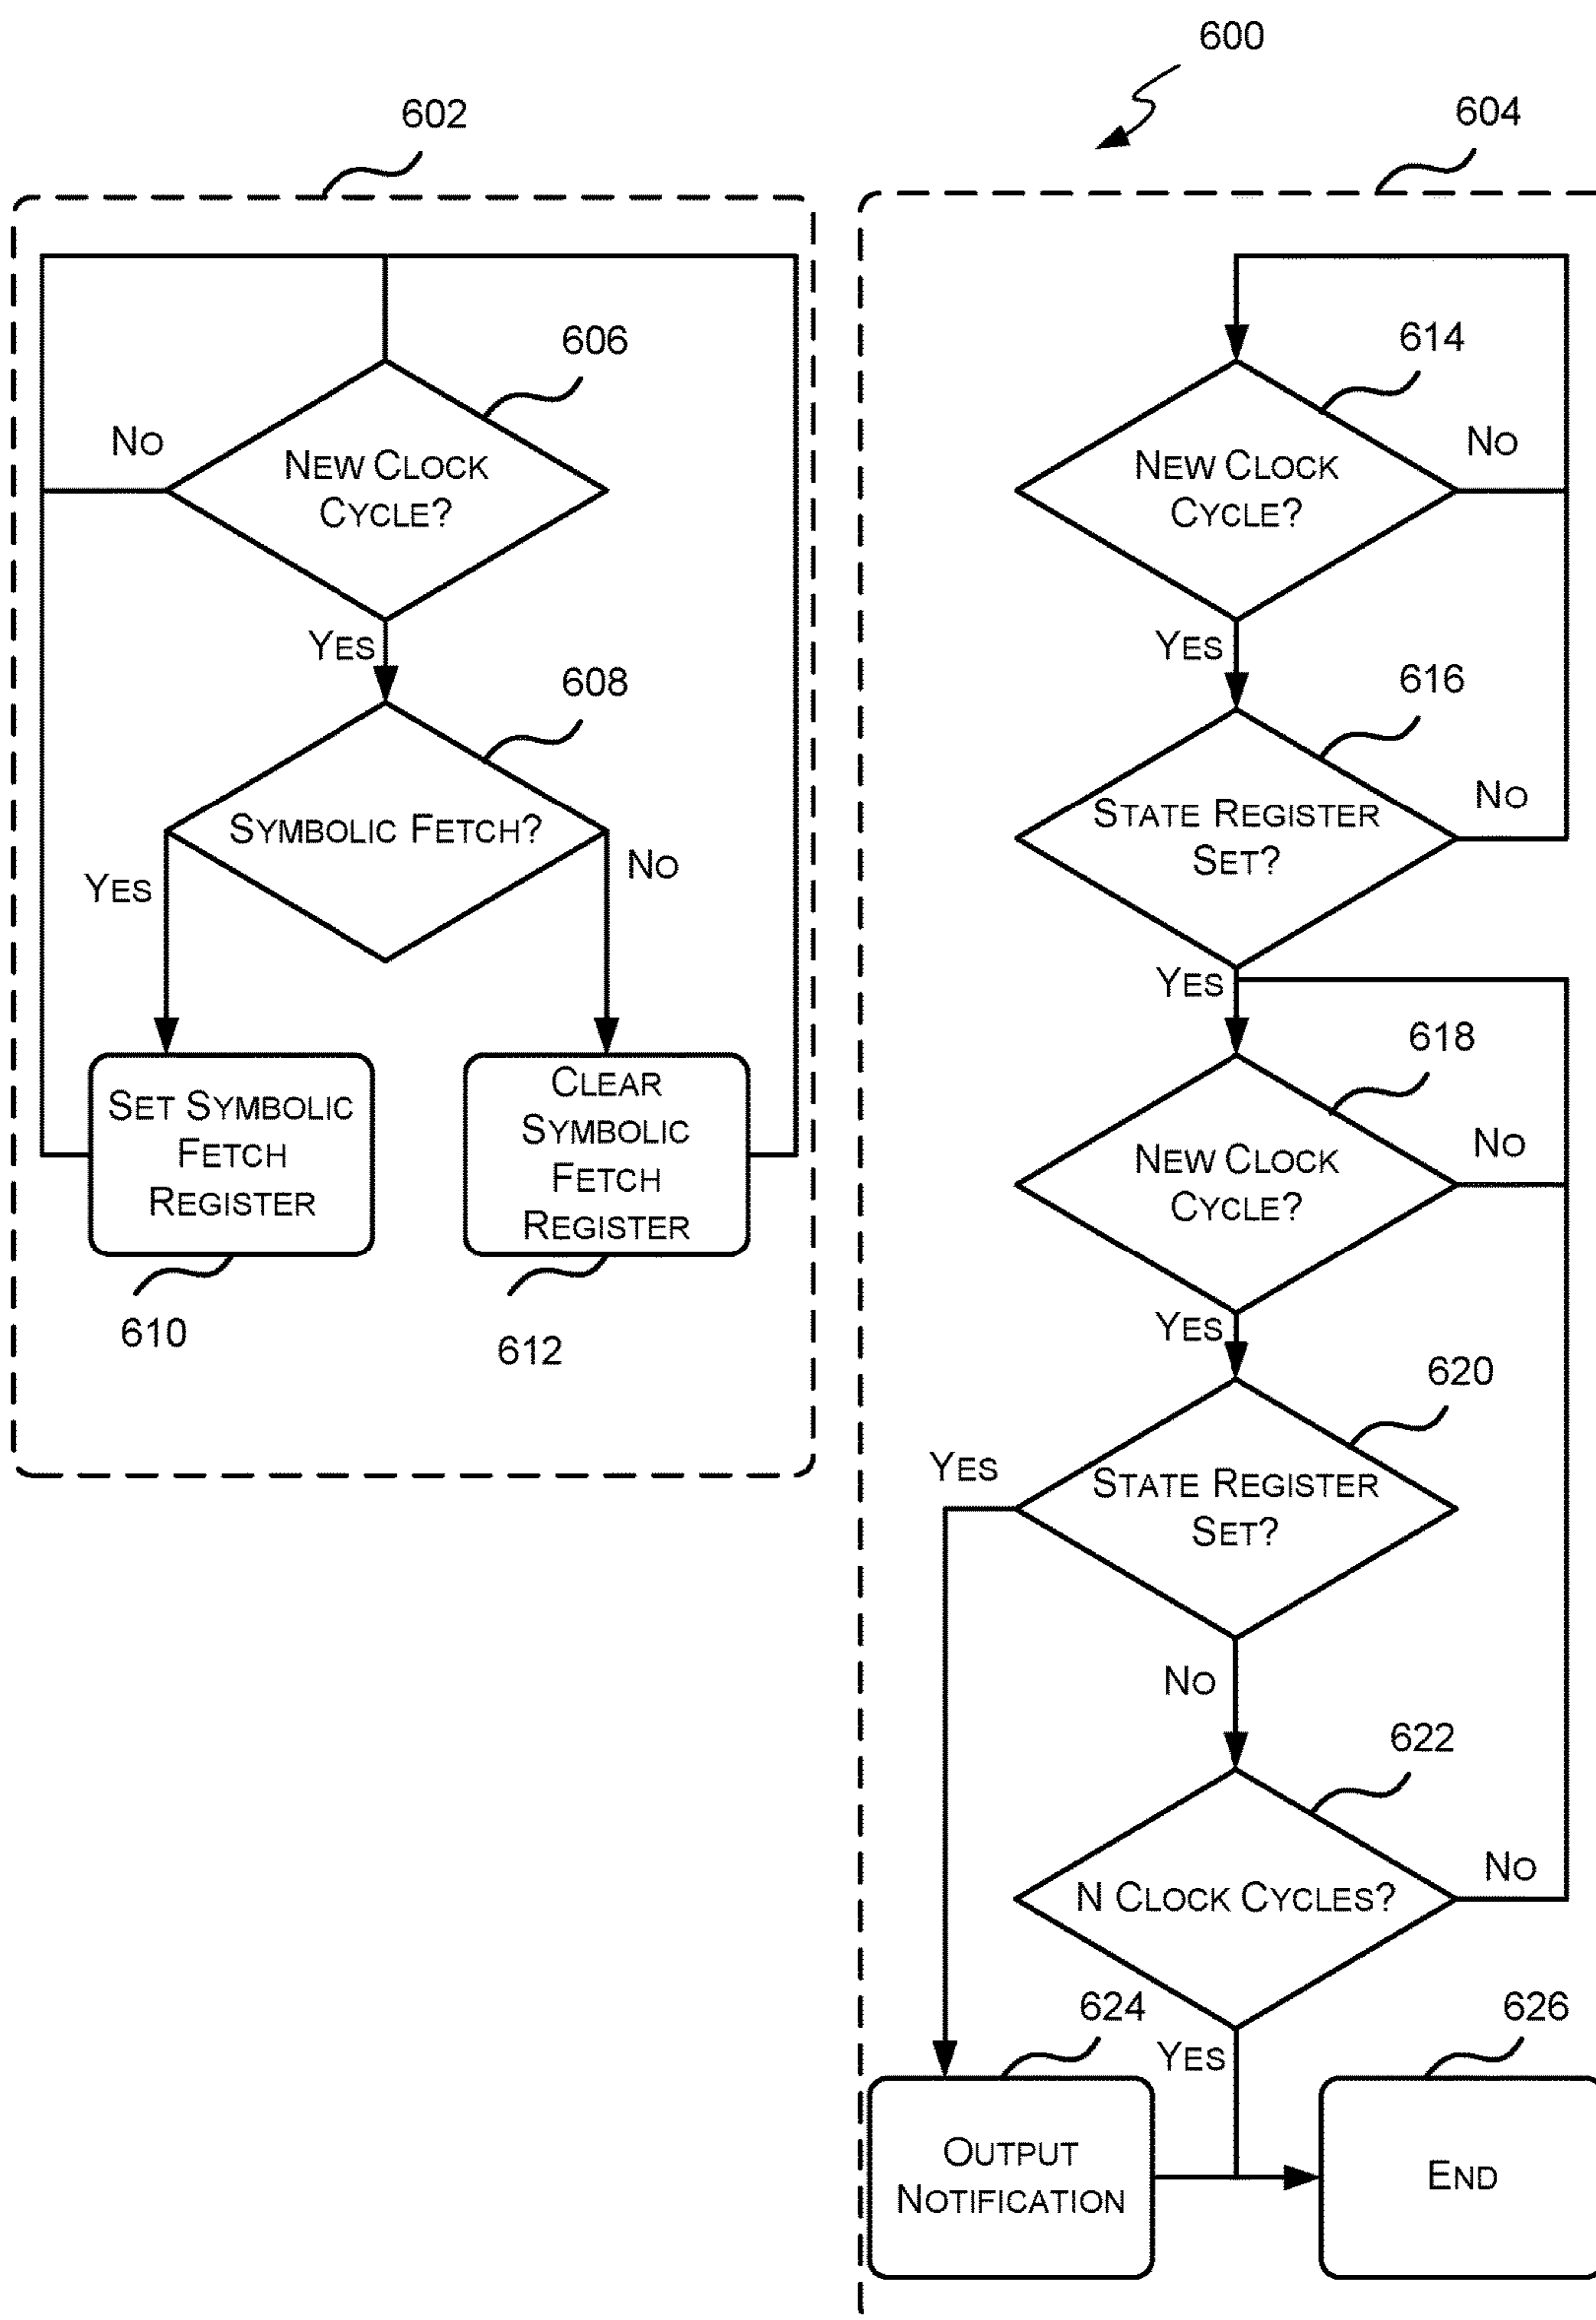 600
602
604
606
NO
NEW CLOCK
CYCLE?
YES
608
SYMBOLIC FETCH?
YES
NO
SET SYMBOLIC
FETCH
REGISTER
CLEAR
SYMBOLIC
FETCH
REGISTER
610
612
614
NO
NEW CLOCK
CYCLE?
YES
616
NO
STATE REGISTER
SET?
YES
618
NO
NEW CLOCK
CYCLE?
YES
620
YES
STATE REGISTER
SET?
NO
622
NO
N CLOCK CYCLES?
YES
624
626
OUTPUT
NOTIFICATION
END